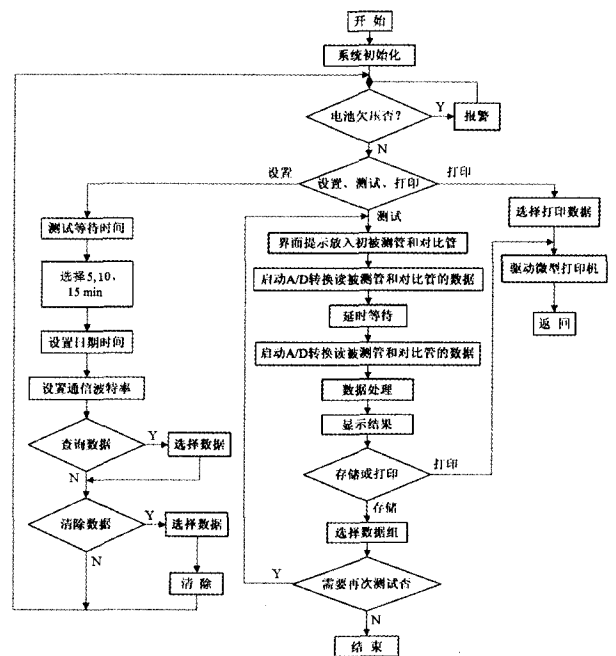 开 始
系统初始化
电池欠压否?
Y
报警
N
设置
设置、测试、打印
打印
测试
测试等待时间
选择5,10、
15 min
设置日期时间
设置通信波特率
查询数据
Y
选择数据
N
清除数据
Y
选择数据
N
清 除
界面提示放入初被测管和对比管
启动A/D转换读被测管和对比管的数据
延时等待
启动A/D转换读被测管和对比管的数据
数据处理
显示结果
存储或打印
打印
存储
选择数据组
需要再次测试否
Y
N
结 束
选择打印数据
驱动微型打印机
返 回